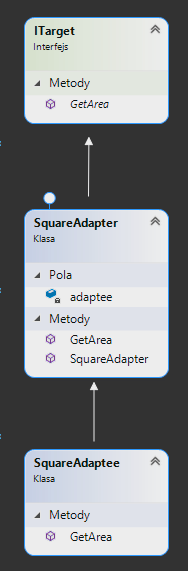 ITarget
Interfejs
Metody
GetArea
SquareAdapter
Klasa
Pola
adaptee
Metody
GetArea
SquareAdapter
SquareAdaptee
Klasa
Metody
GetArea